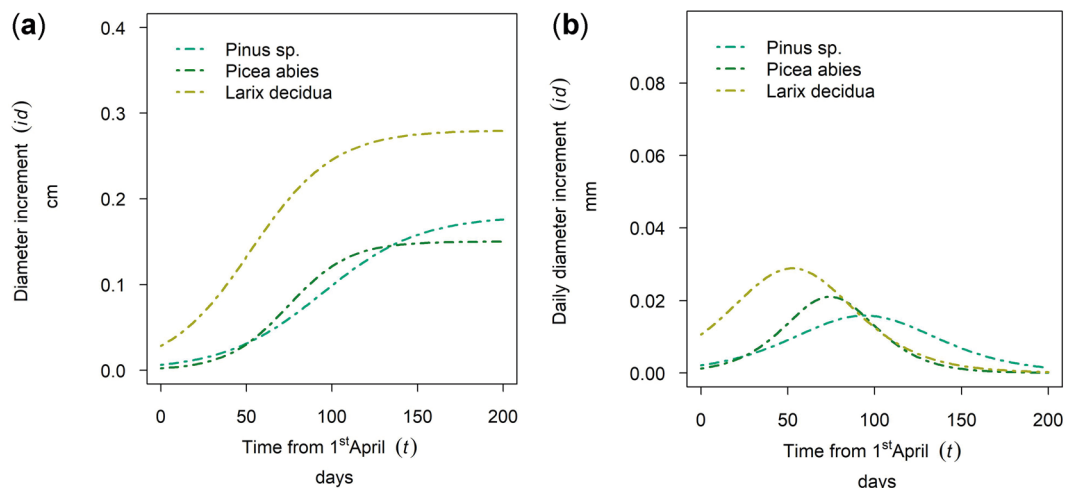 (a)
Diameter increment (id)
cm
0.4
0.3
0.2
0.1
0.0
Pinus sp.
Picea abies
Larix decidua
0 50 100 150 200
Time from 1stApril (t)
days
(b)
Daily diameter increment (id)
mm
0.08
0.06
0.04
0.02
0.00
Pinus sp.
Picea abies
Larix decidua
0 50 100 150 200
Time from 1stApril (t)
days